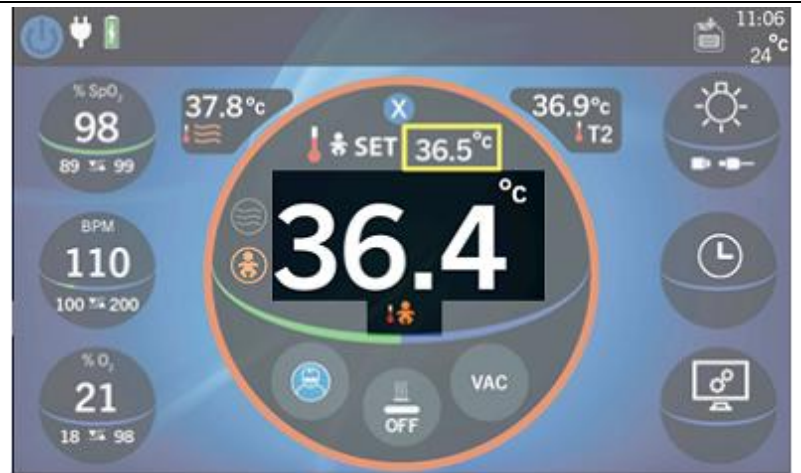 11:06
24 °C
% SpO₂
98
89 99
37.8°C
X
36.9°C
T2
SET 36.5°C
36.4 °C
BPM
110
100 200
% O₂
21
18 98
OFF
VAC